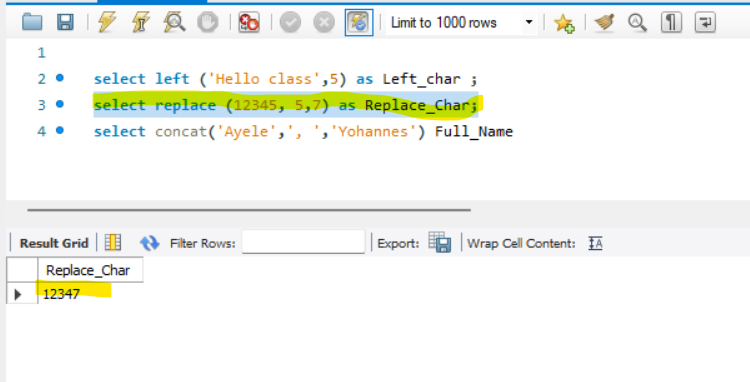 Limit to 1000 rows
1
2 select left ('Hello class',5) as Left_char ;
3 select replace (12345, 5,7) as Replace_Char;
4 select concat('Ayele',', ','Yohannes') Full_Name
Result Grid Filter Rows: Export: Wrap Cell Content: IA
Replace_Char
12347